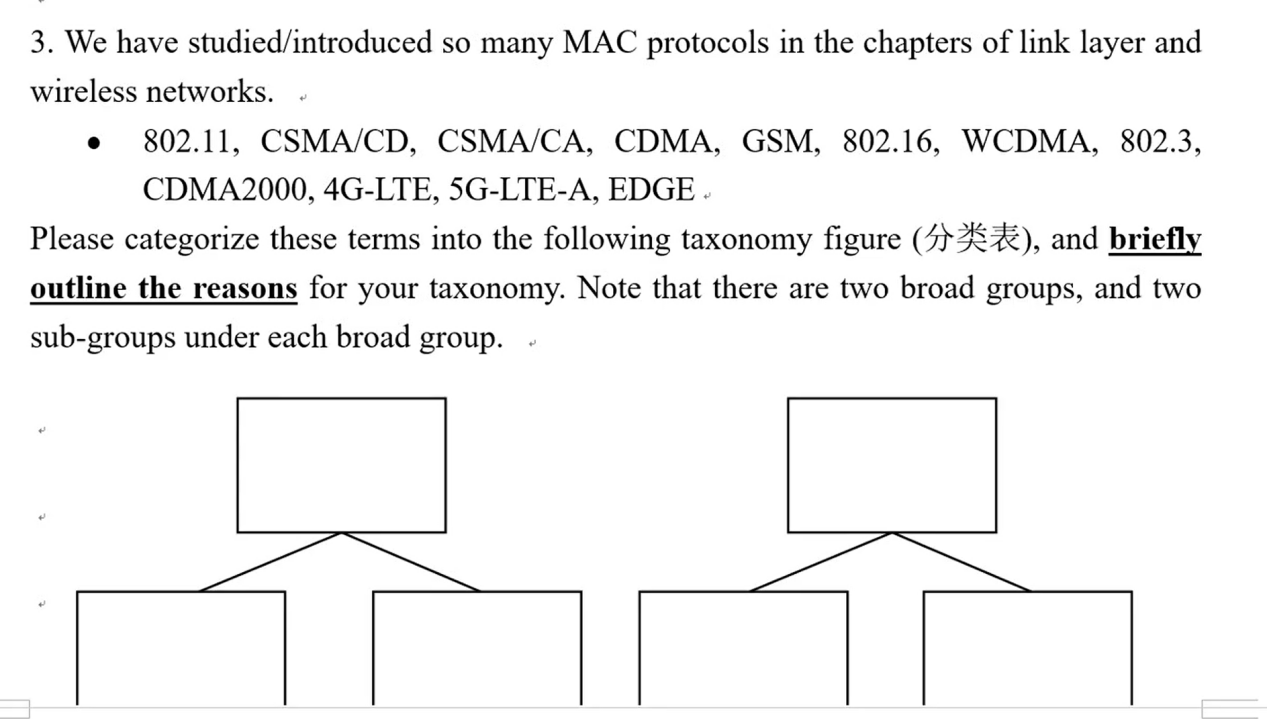 3. We have studied/introduced so many MAC protocols in the chapters of link layer and
wireless networks.
● 802.11, CSMA/CD, CSMA/CA, CDMA, GSM, 802.16, WCDMA, 802.3,
CDMA2000, 4G-LTE, 5G-LTE-A, EDGE
Please categorize these terms into the following taxonomy figure (分类表), and briefly
outline the reasons for your taxonomy. Note that there are two broad groups, and two
sub-groups under each broad group.